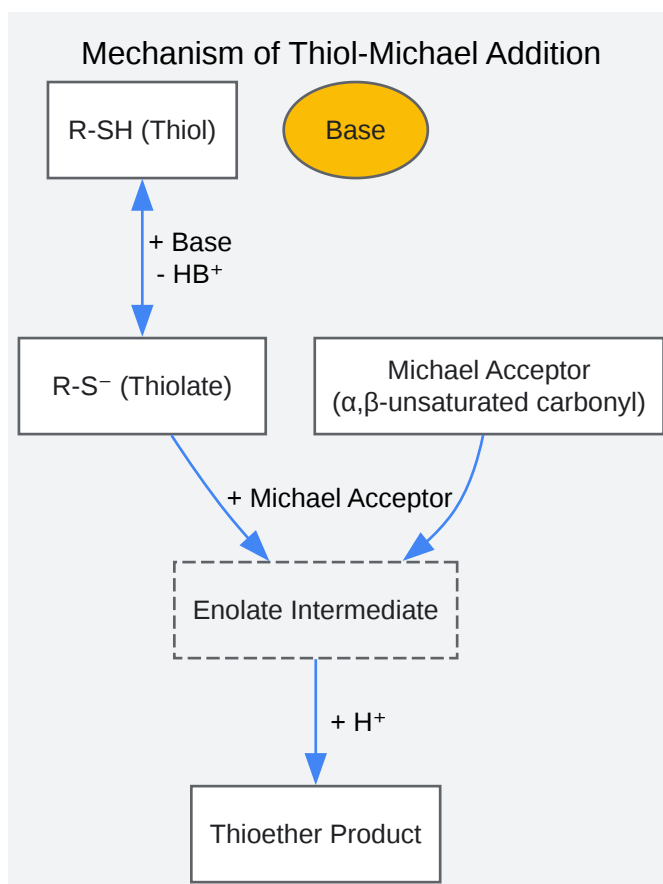 Mechanism of Thiol-Michael Addition
R-SH (Thiol)
Base
+ Base
- HB⁺
R-S⁻ (Thiolate)
Michael Acceptor
(α,β-unsaturated carbonyl)
+ Michael Acceptor
Enolate Intermediate
+ H⁺
Thioether Product